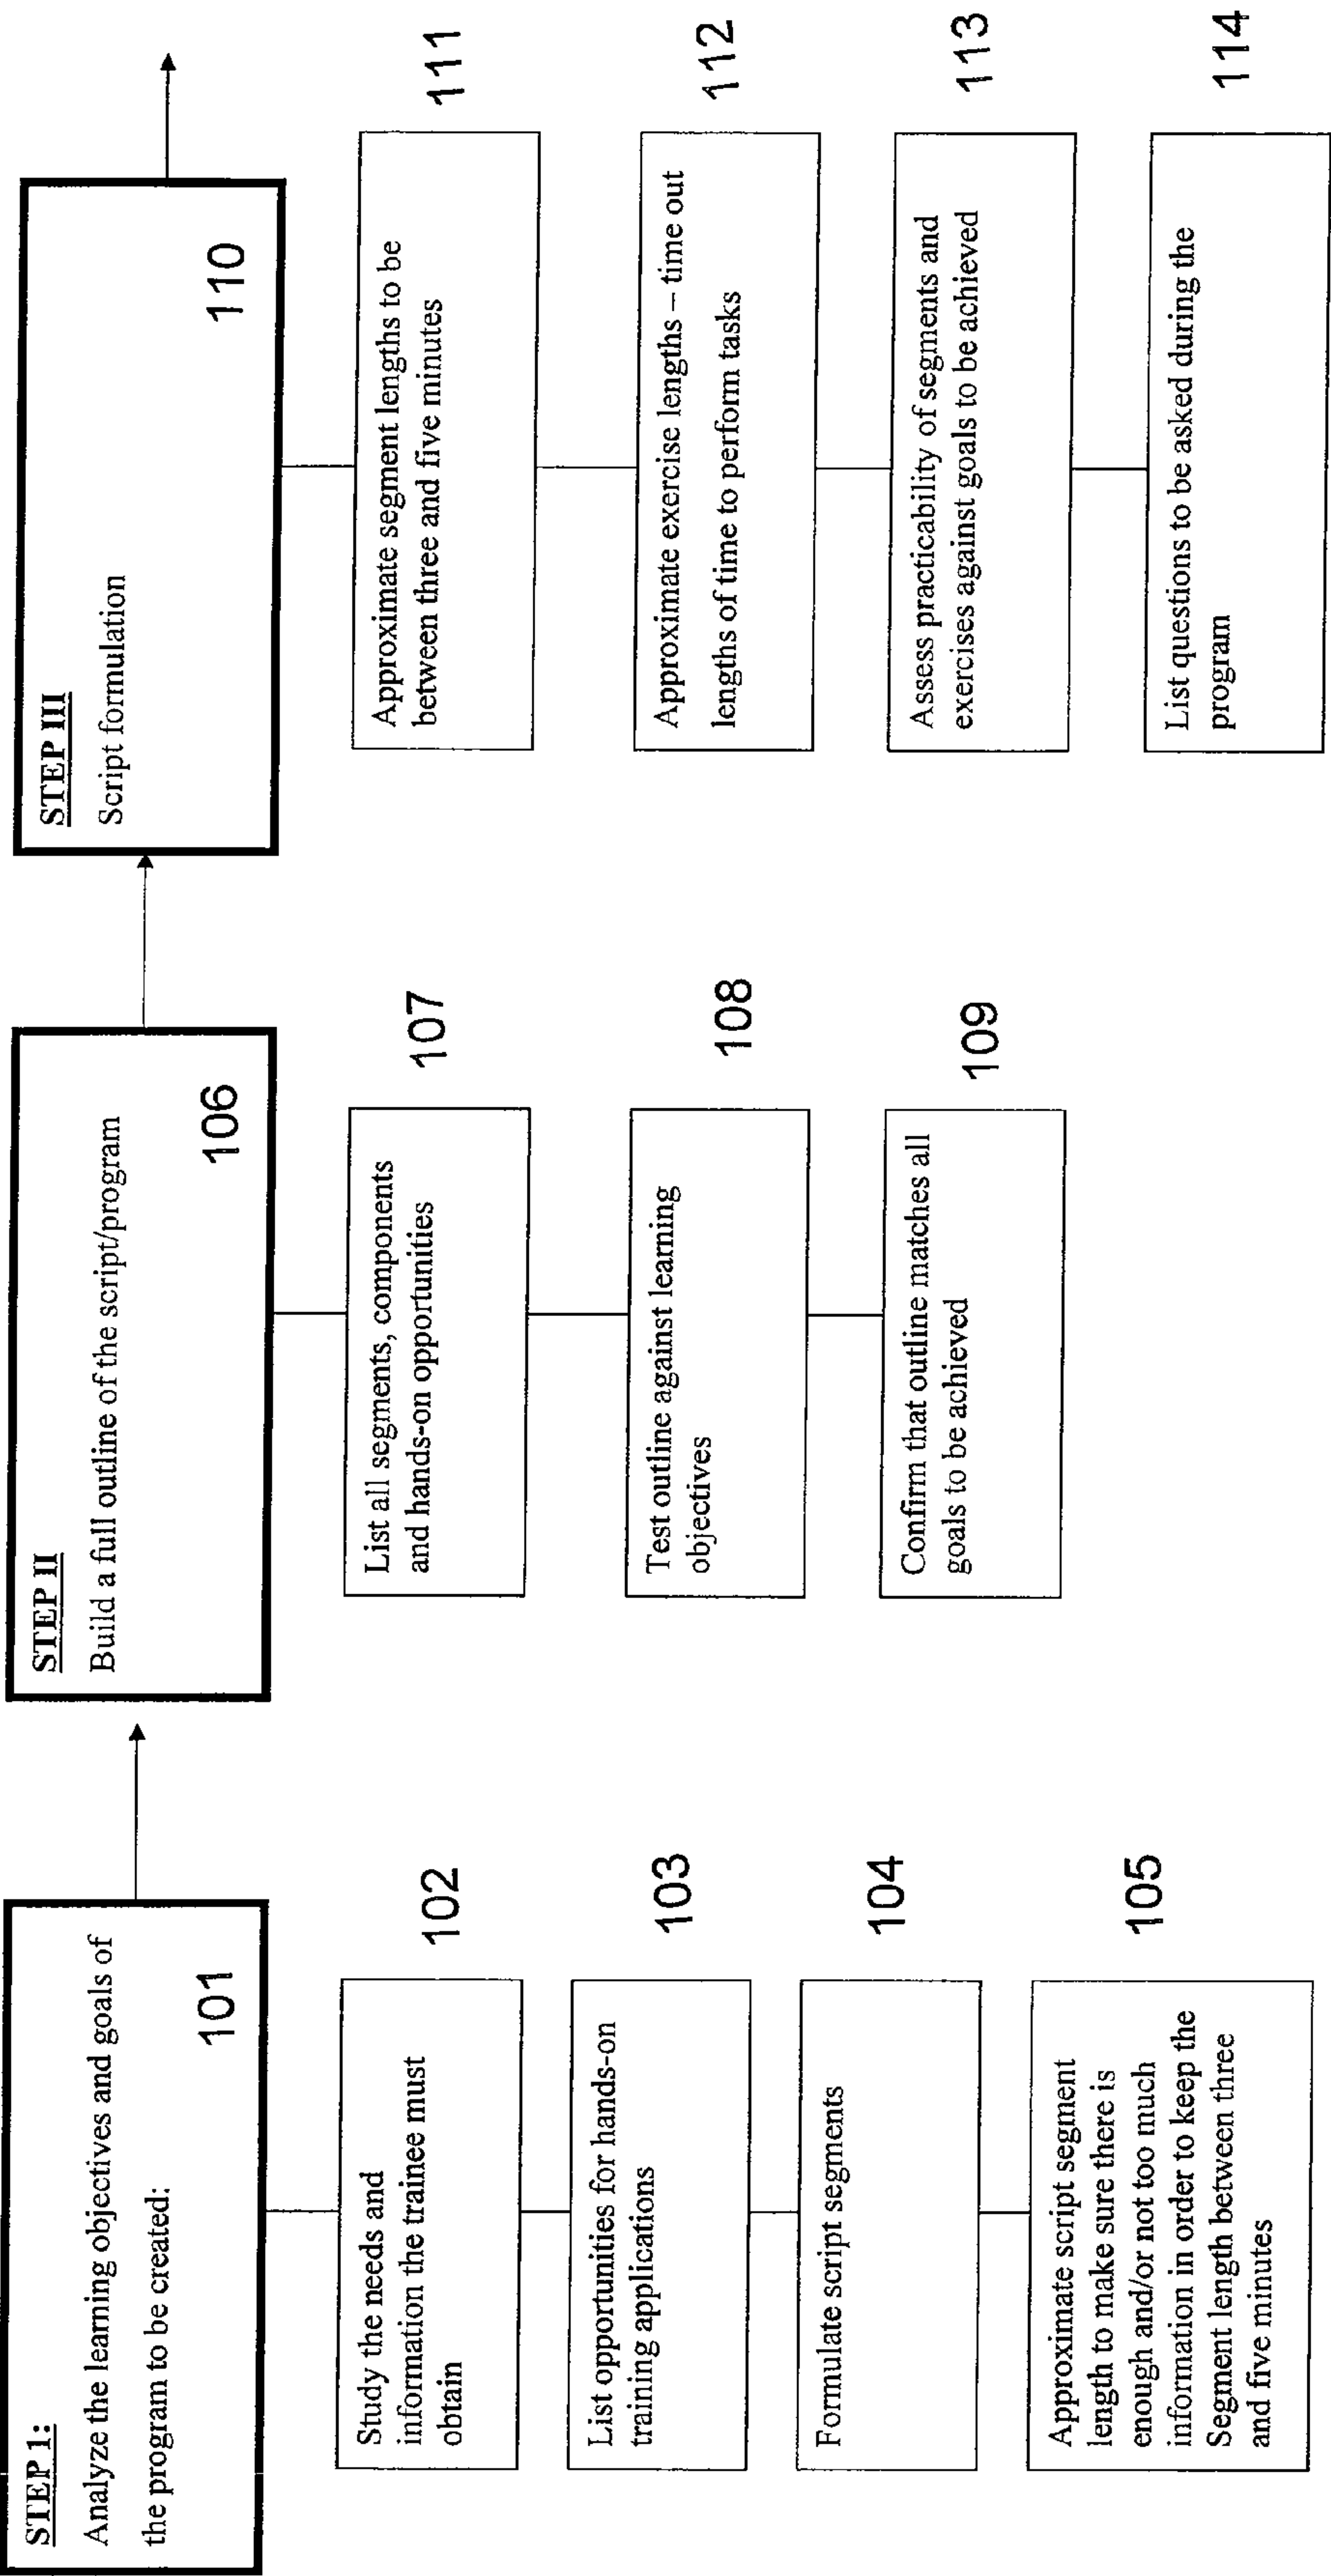 STEP 1:
Analyze the learning objectives and goals of
the program to be created:
101
Study the needs and
information the trainee must
obtain
102
List opportunities for hands-on
training applications
103
Formulate script segments
104
Approximate script segment
length to make sure there is
enough and/or not too much
information in order to keep the
Segment length between three
and five minutes
105
STEP II
Build a full outline of the script/program
106
List all segments, components
and hands-on opportunities
107
Test outline against learning
objectives
108
Confirm that outline matches all
goals to be achieved
109
STEP III
Script formulation
110
Approximate segment lengths to be
between three and five minutes
111
Approximate exercise lengths – time out
lengths of time to perform tasks
112
Assess practicability of segments and
exercises against goals to be achieved
113
List questions to be asked during the
program
114